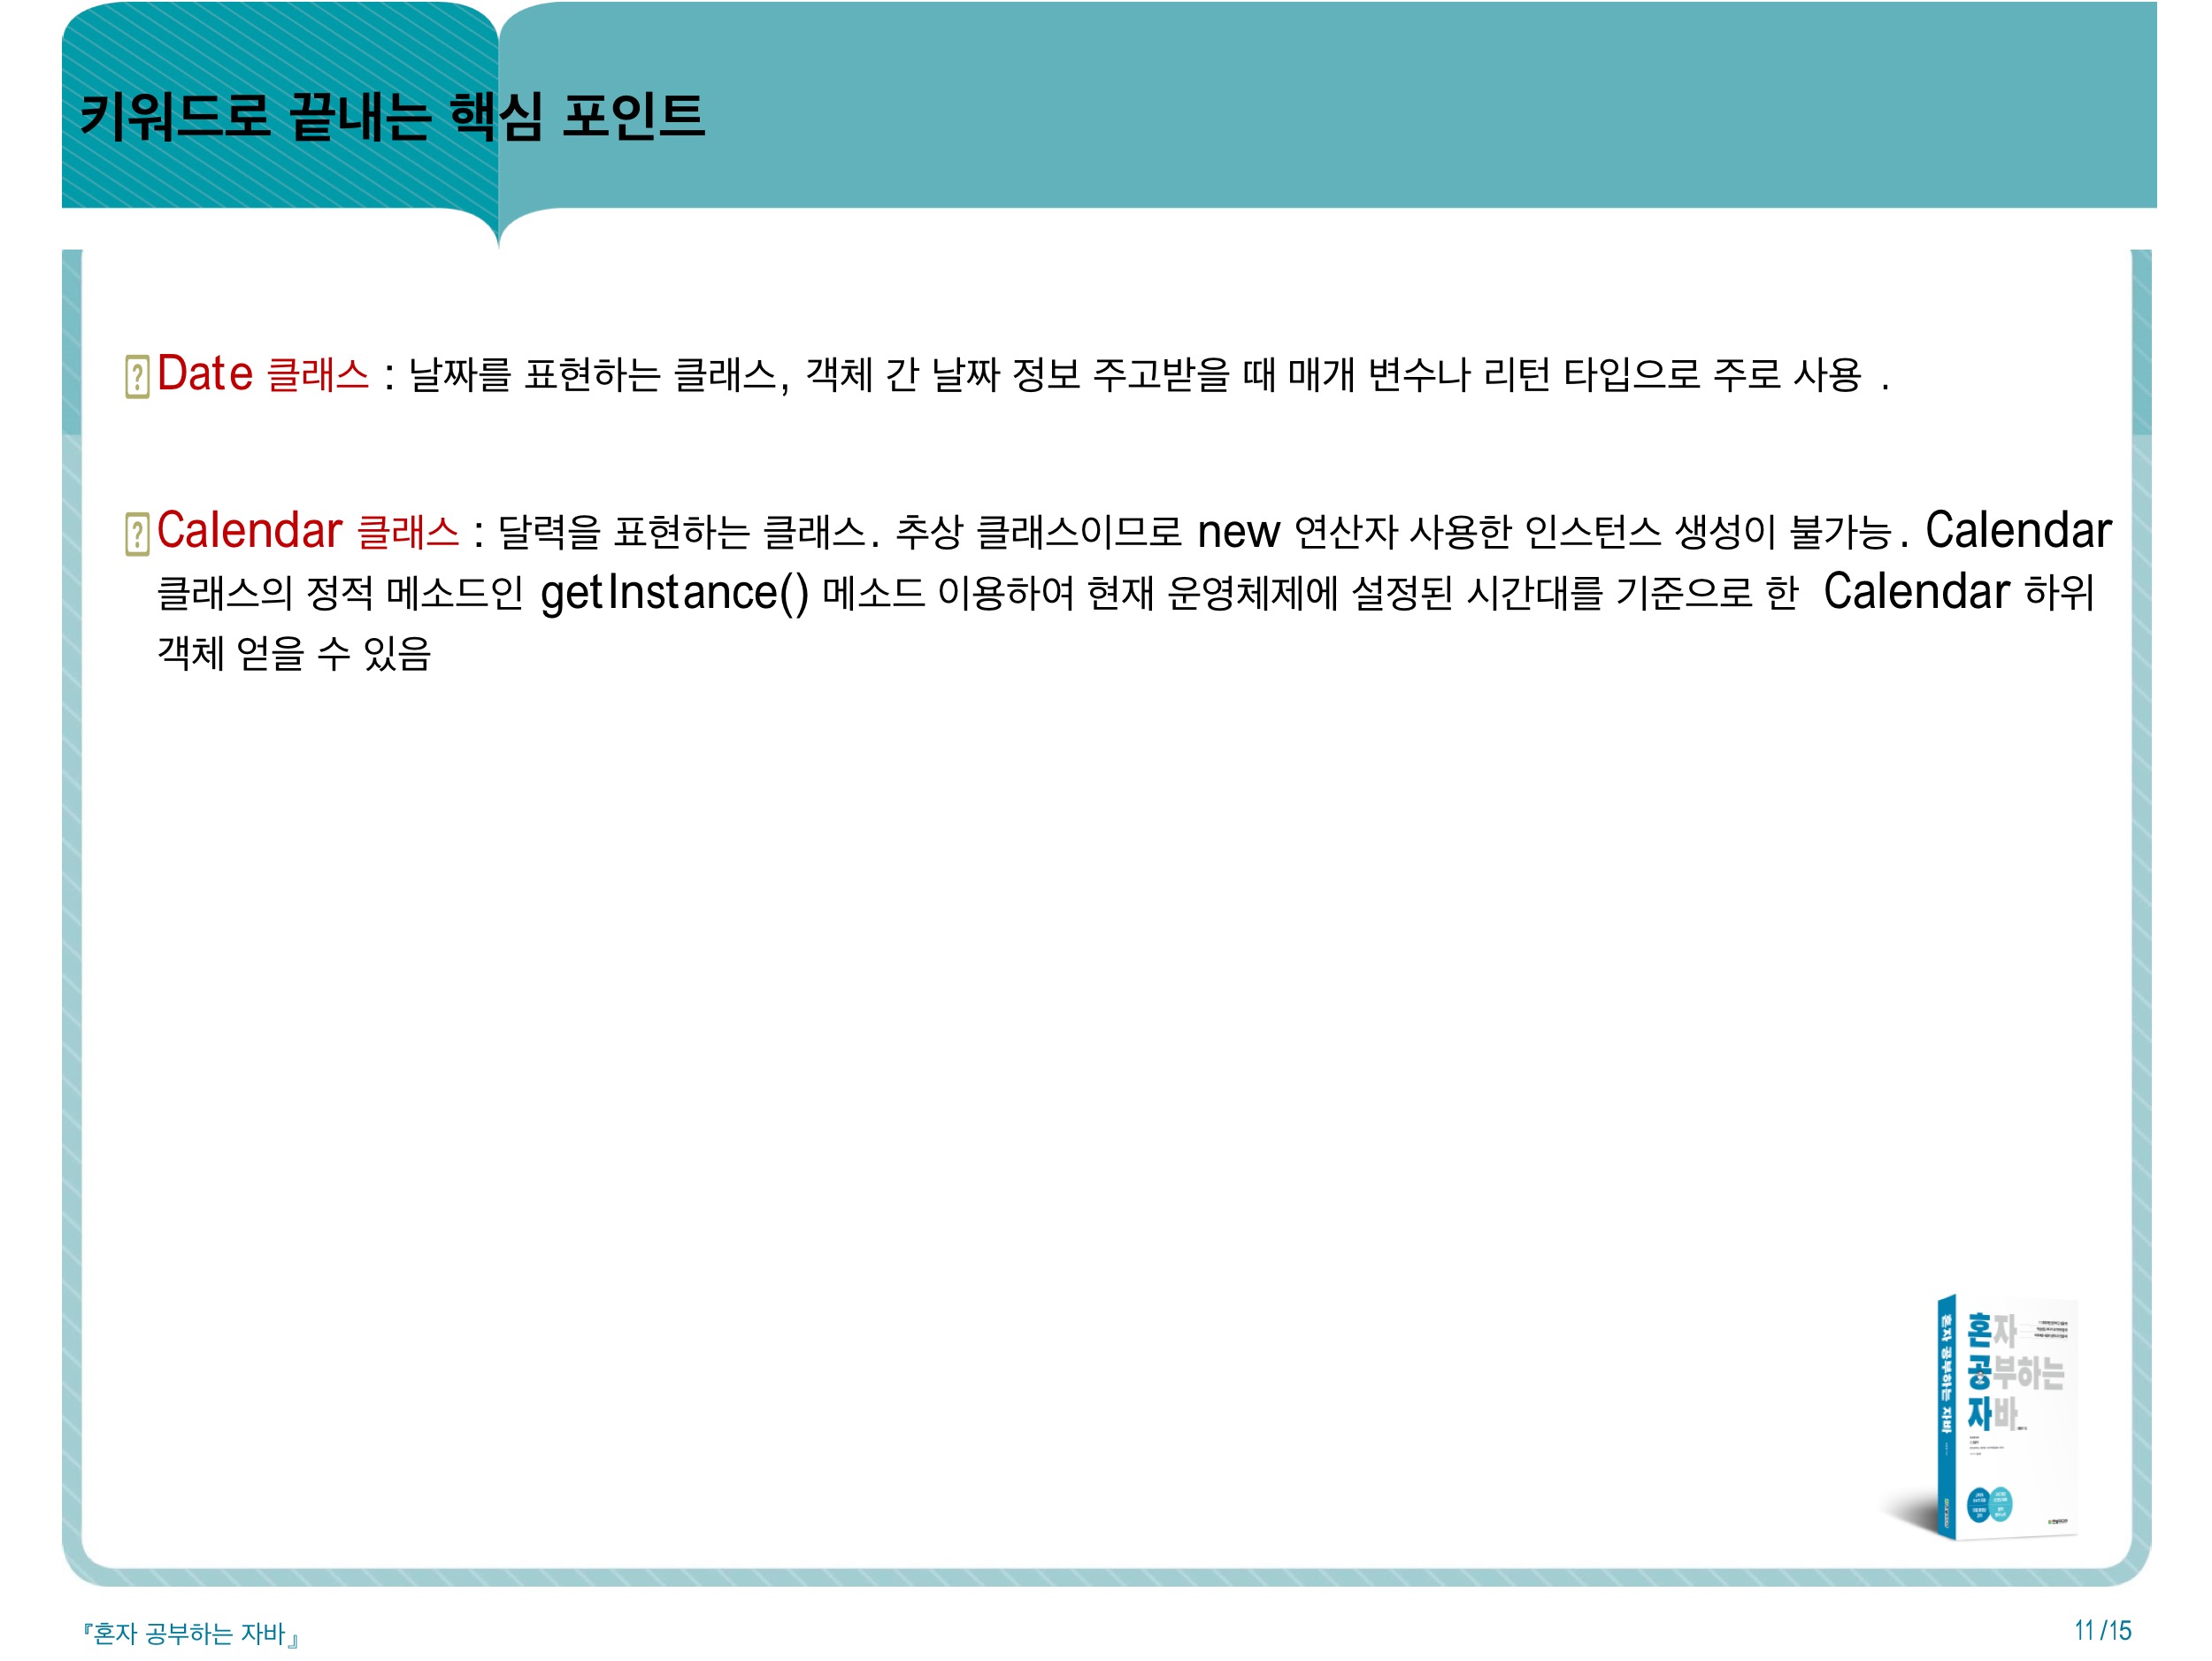 키워드로 끝내는 핵심 포인트
Date 클래스 : 날짜를 표현하는 클래스, 객체 간 날짜 정보 주고받을 때 매개 변수나 리턴 타입으로 주로 사용 .
Calendar 클래스 : 달력을 표현하는 클래스. 추상 클래스이므로 new 연산자 사용한 인스턴스 생성이 불가능. Calendar
클래스의 정적 메소드인 getInstance() 메소드 이용하여 현재 운영체제에 설정된 시간대를 기준으로 한 Calendar 하위
객체 얻을 수 있음
혼자 공부하는 자바
혼자
공부하는
자바
『혼자 공부하는 자바』
11/15